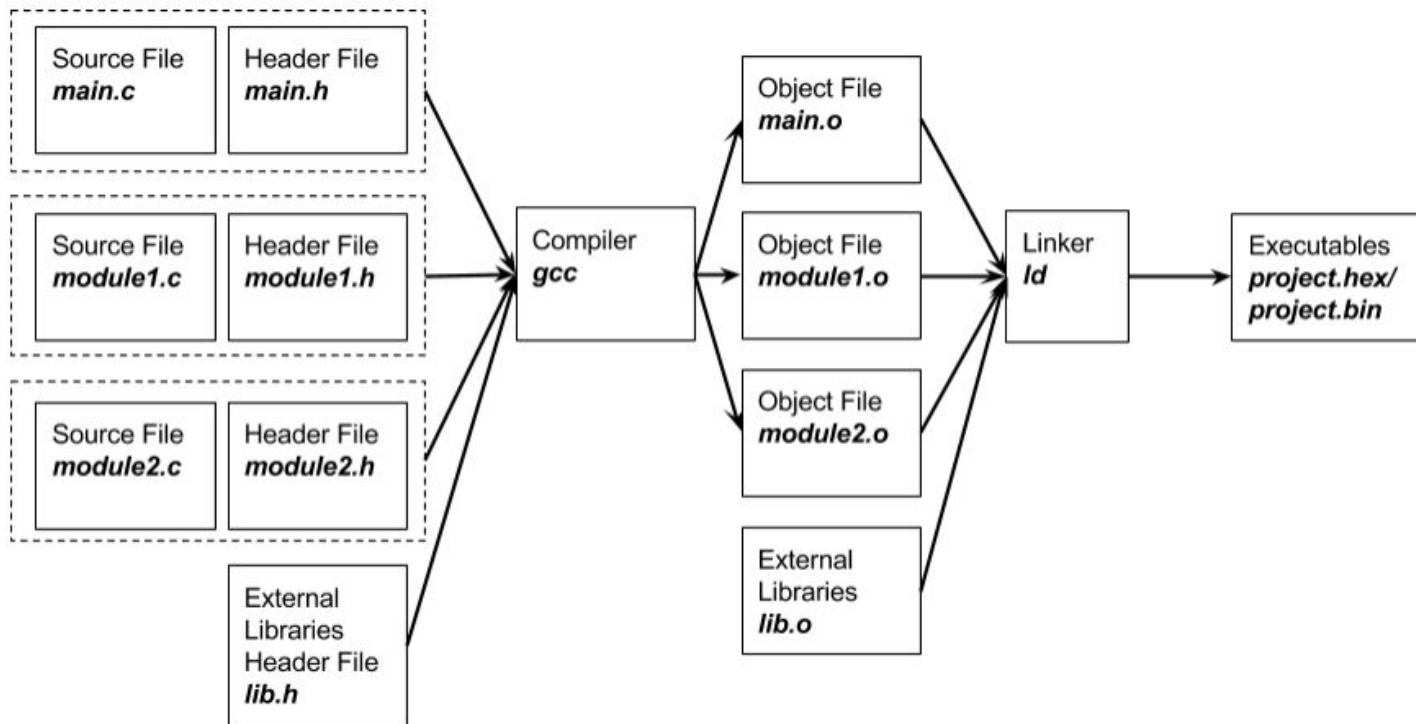 Source File
main.c
Header File
main.h
Source File
module1.c
Header File
module1.h
Source File
module2.c
Header File
module2.h
External
Libraries
Header File
lib.h
Compiler
gcc
Object File
main.o
Object File
module1.o
Object File
module2.o
External
Libraries
lib.o
Linker
ld
Executables
project.hex/
project.bin